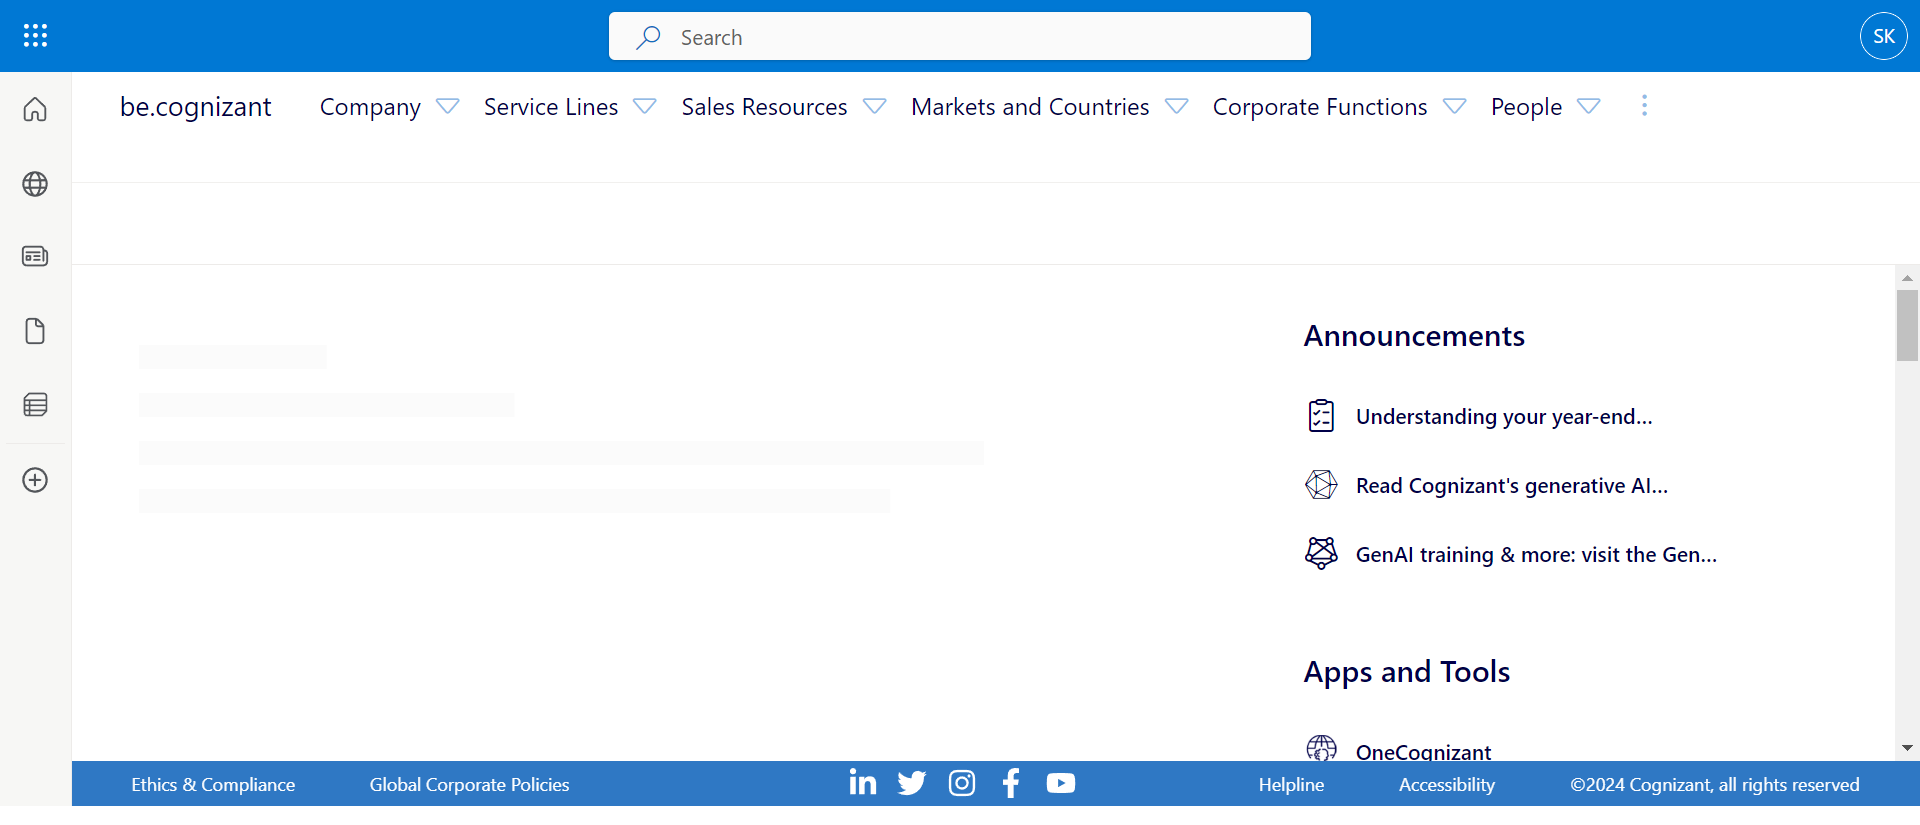 Search
SK
be.cognizant
Company
Service Lines
Sales Resources
Markets and Countries
Corporate Functions
People
Announcements
Understanding your year-end...
Read Cognizant's generative AI...
GenAI training & more: visit the Gen...
Apps and Tools
OneCognizant
Ethics & Compliance
Global Corporate Policies
Helpline
Accessibility
©2024 Cognizant, all rights reserved